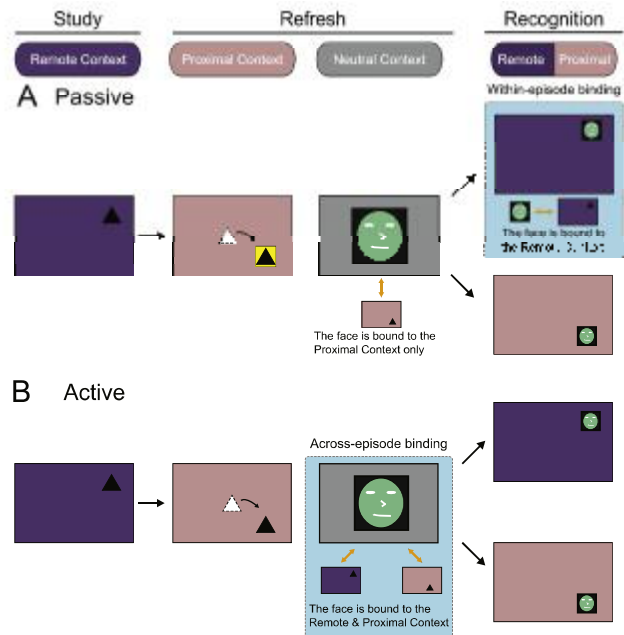 Study Refresh Recognition
Remote Context Proximal Context Neutral Context Remote Proximal
A Passive
Within-episode binding
The face is bound to
the
The face is bound to the
Proximal Context only
B Active
Across-episode binding
The face is bound to the
Remote & Proximal Context